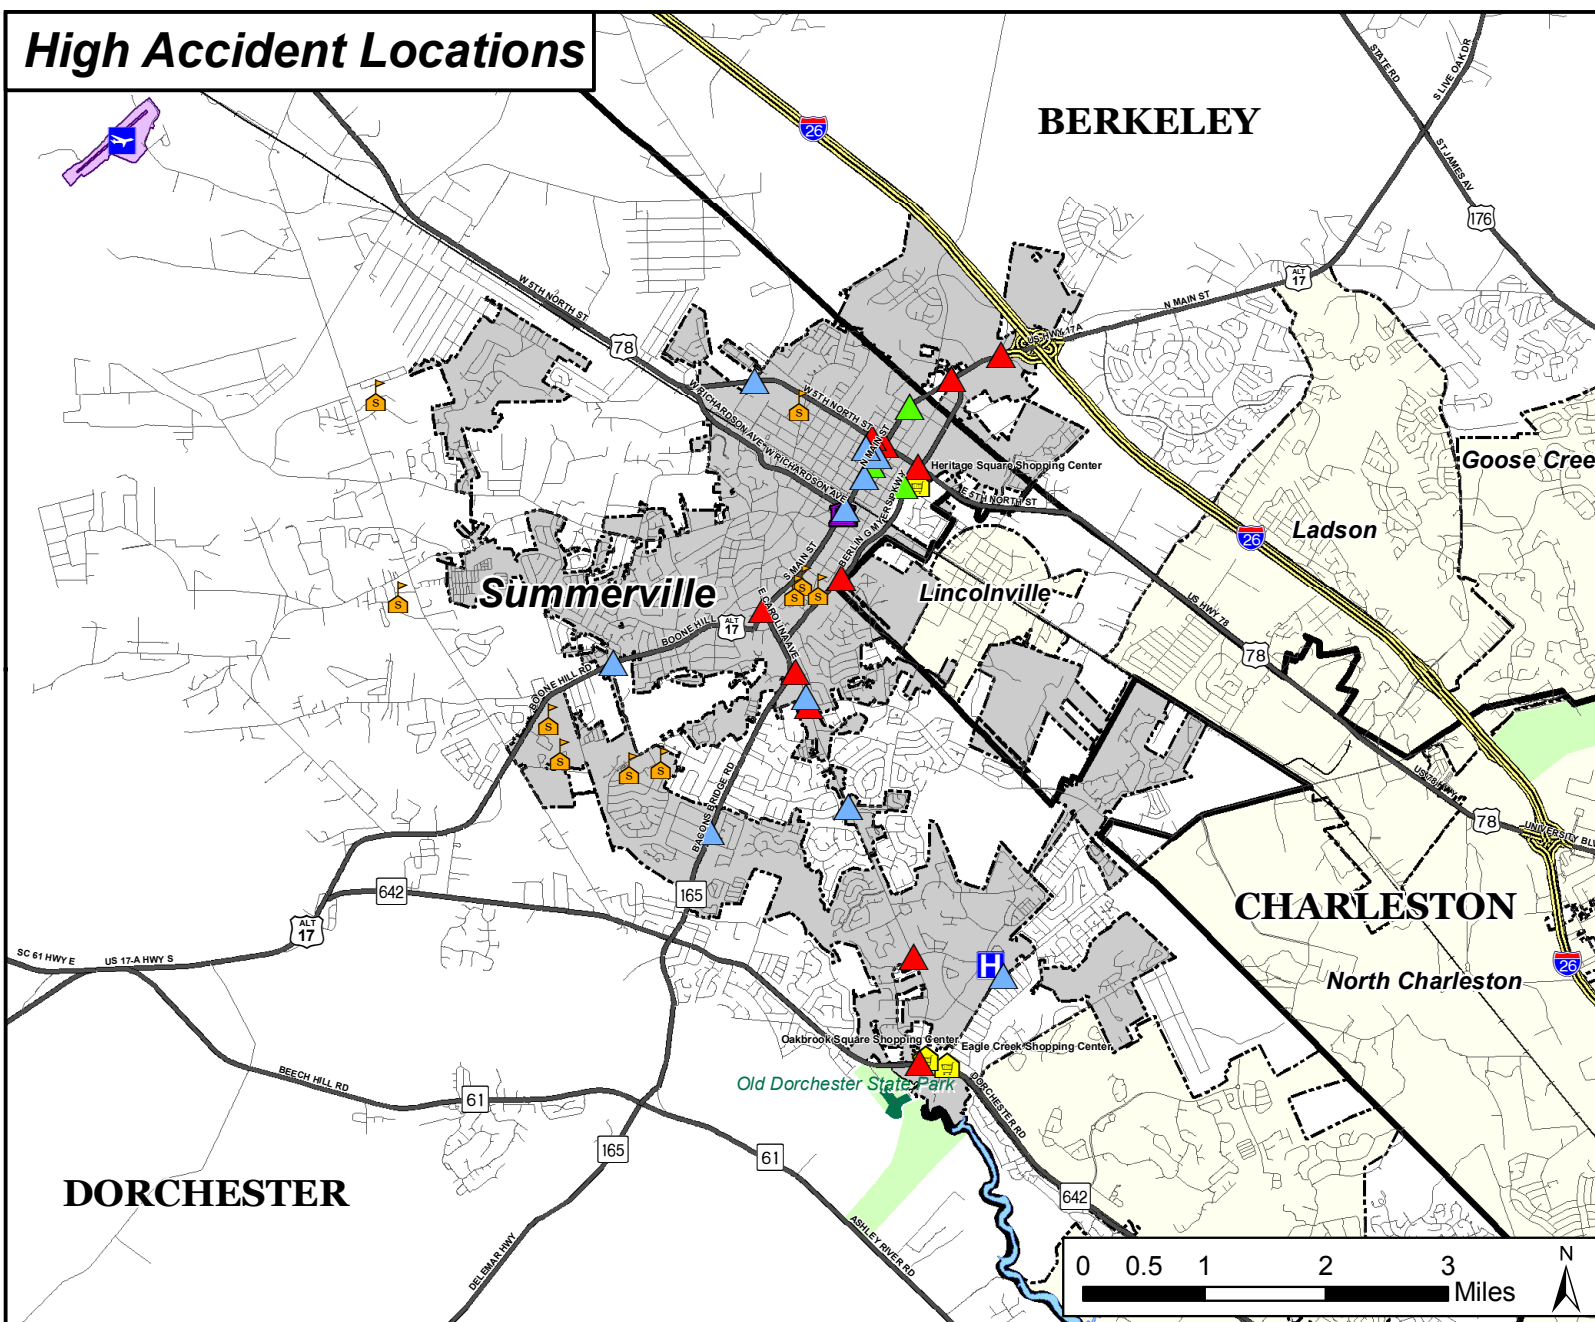 High Accident Locations
BERKELEY
26
STATE RD
S LIVE OAK DR
ST JAMES AV
176
ALT
17
N MAIN ST
US HWY 17A
W 5TH NORTH ST
78
W RICHARDSON AVE
W RICHARDSON AVE
W 5TH NORTH ST
N MAIN ST
S
S
Heritage Square Shopping Center
E 5TH NORTH ST
BERLIN G MYERS PKWY
Goose Cree
Ladson
26
Summerville
S MAIN ST
S
S
S
S
Lincolnville
E CAROLINA AVE
BOONE HILL
ALT
17
US HWY 78
78
BOONE HILL RD
S
S
S
S
BACONS BRIDGE RD
US 78 HWY
78
UNIVERSITY BLV
642
165
ALT
17
CHARLESTON
SC 61 HWY E
US 17-A HWY S
H
26
North Charleston
Oakbrook Square Shopping Center
Eagle Creek Shopping Center
Old Dorchester State Park
DORCHESTER RD
BEECH HILL RD
61
165
61
DORCHESTER
642
ASHLEY RIVER RD
DELEMAR HWY
0 0.5 1 2 3
Miles
N